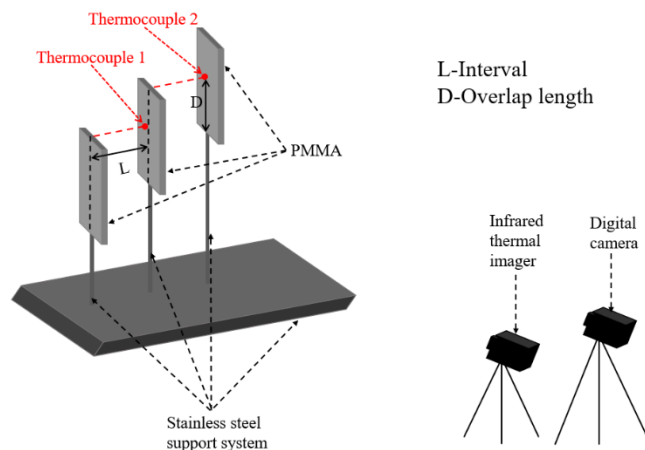 Thermocouple 2
Thermocouple 1
L-Interval
D-Overlap length
D
PMMA
L
Infrared
thermal
imager
Digital
camera
Stainless steel
support system